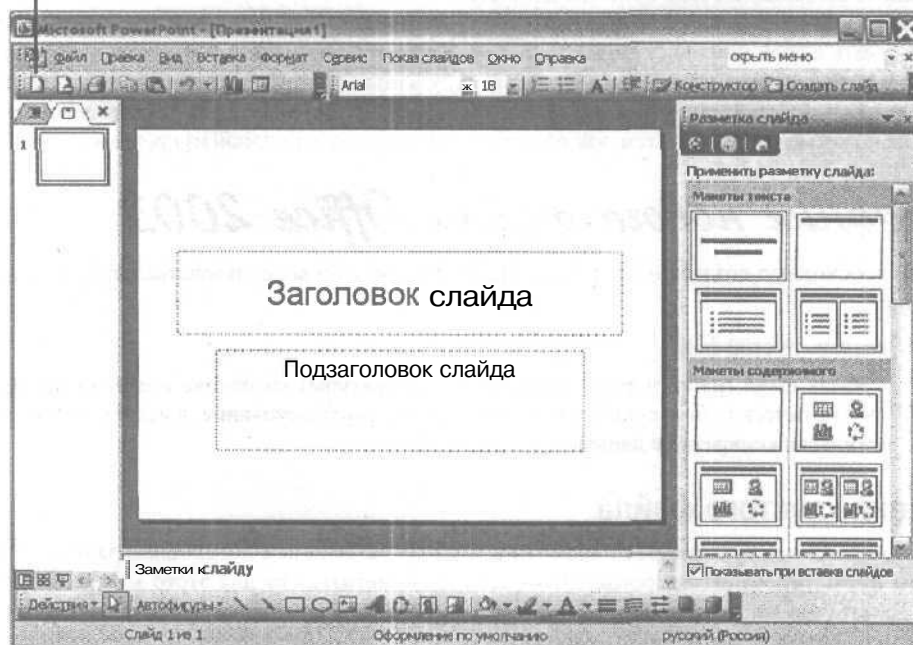 Microsoft PowerPoint - [Презентация1]
Файл Правка Вид Вставка Формат Сервис Показ слайдов Окно Справка скрыть меню
Arial ж 18 Конструктор Создать слайд
Разметка слайда
1
Применить разметку слайда:
Макеты текста
Заголовок слайда
Подзаголовок слайда
Макеты содержимого
Заметки к слайду
Показывать при вставке слайдов
Действия Автофигуры
Слайд 1 из 1 Оформление по умолчанию русский (Россия)